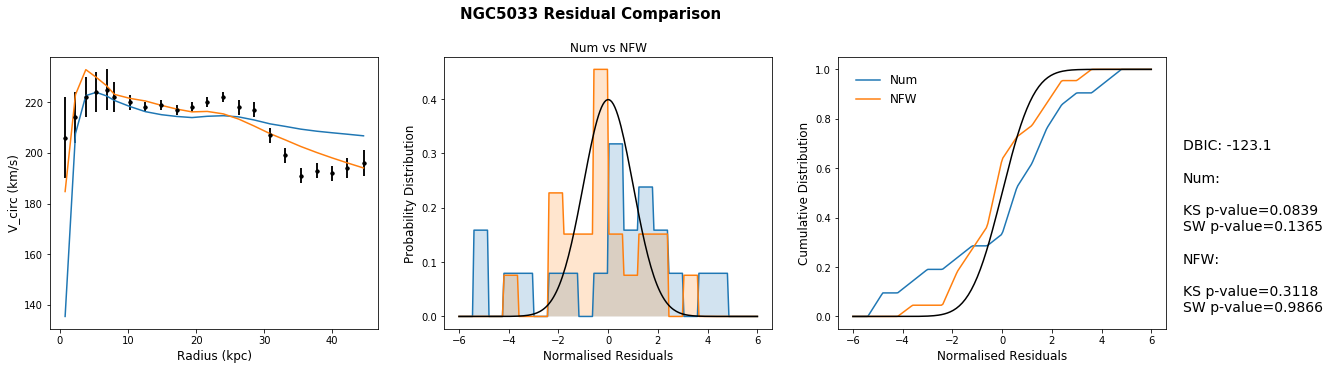 NGC5033 Residual Comparison
220
200
180
160
140
0
10
20
30
40
V_circ (km/s)
Radius (kpc)
Num vs NFW
0.4
0.3
0.2
0.1
0.0
−6
−4
−2
0
2
4
6
Probability Distribution
Normalised Residuals
Num
NFW
1.0
0.8
0.6
0.4
0.2
0.0
−6
−4
−2
0
2
4
6
Cumulative Distribution
Normalised Residuals
DBIC: -123.1
Num:
KS p-value=0.0839
SW p-value=0.1365
NFW:
KS p-value=0.3118
SW p-value=0.9866